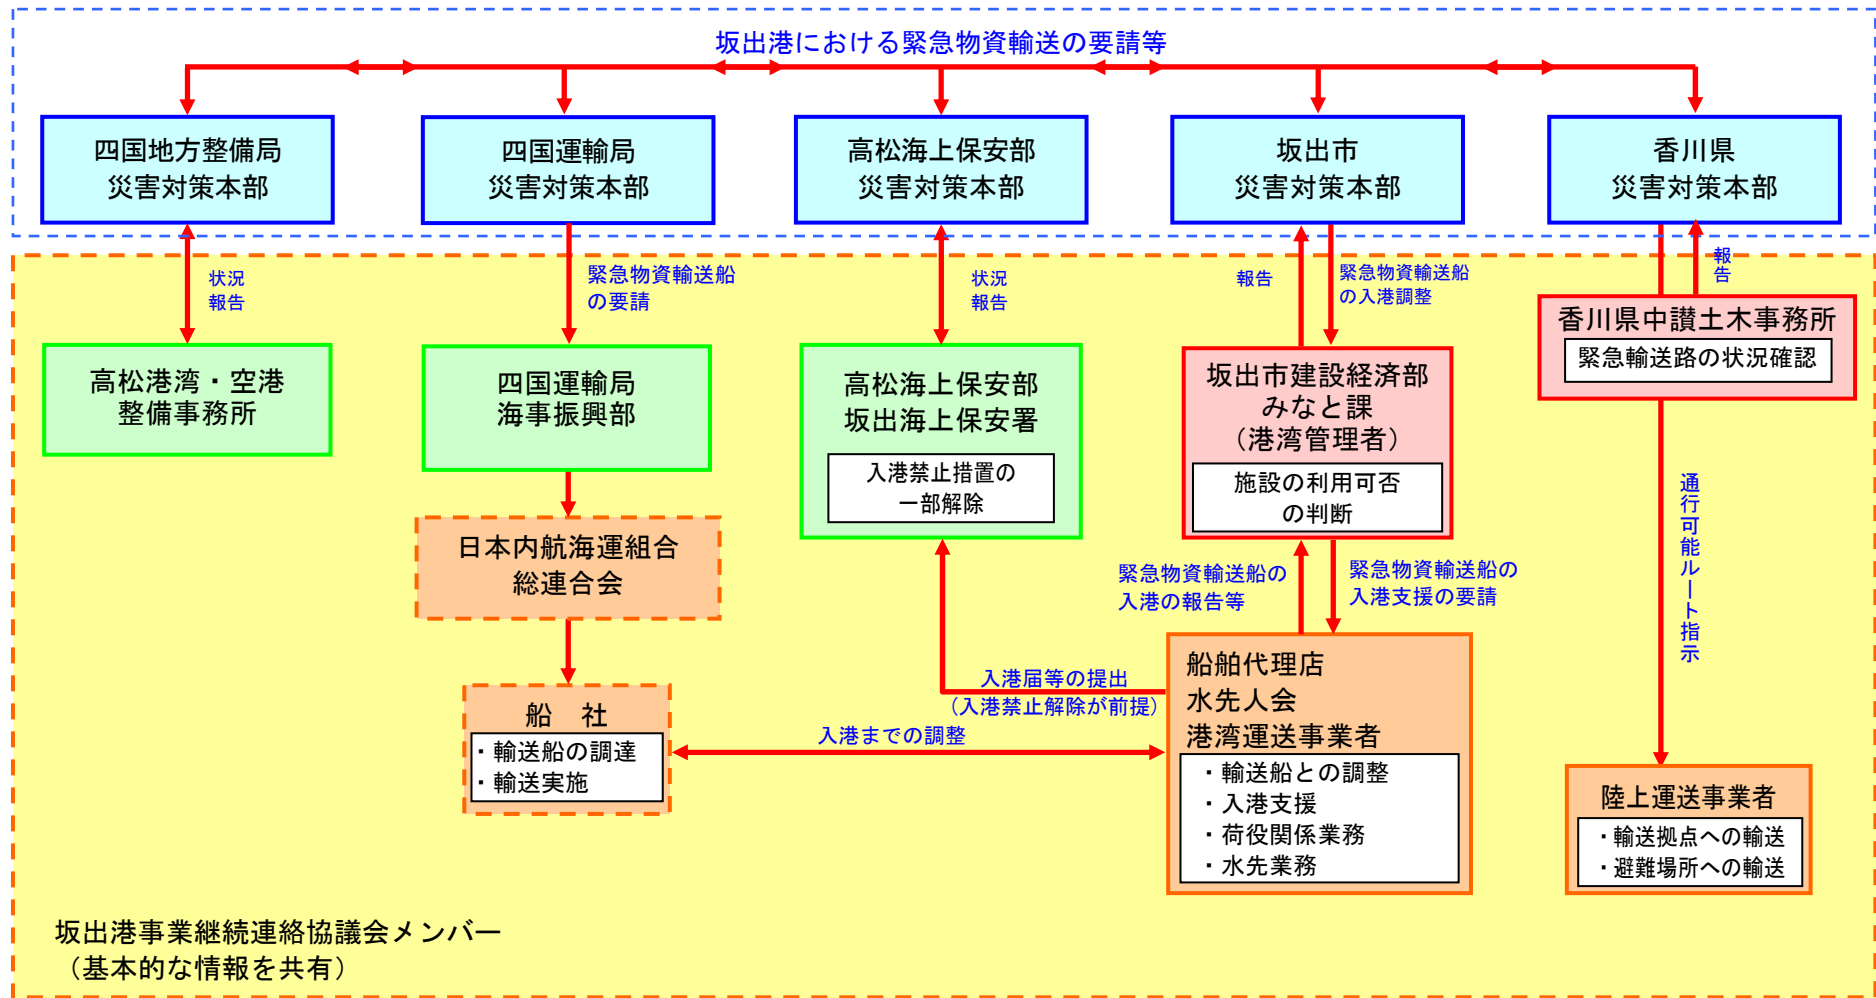 坂出港における緊急物資輸送の要請等
四国地方整備局
災害対策本部
四国運輸局
災害対策本部
高松海上保安部
災害対策本部
坂出市
災害対策本部
香川県
災害対策本部
状況
報告
緊急物資輸送船
の要請
状況
報告
報告
緊急物資輸送船
の入港調整
報告
高松港湾・空港
整備事務所
四国運輸局
海事振興部
高松海上保安部
坂出海上保安署
入港禁止措置の
一部解除
坂出市建設経済部
みなと課
（港湾管理者）
施設の利用可否
の判断
香川県中讃土木事務所
緊急輸送路の状況確認
日本内航海運組合
総連合会
緊急物資輸送船の
入港の報告等
緊急物資輸送船の
入港支援の要請
通行可能ルート指示
船　社
・輸送船の調達
・輸送実施
入港届等の提出
（入港禁止解除が前提）
入港までの調整
船舶代理店
水先人会
港湾運送事業者
・輸送船との調整
・入港支援
・荷役関係業務
・水先業務
陸上運送事業者
・輸送拠点への輸送
・避難場所への輸送
坂出港事業継続連絡協議会メンバー
（基本的な情報を共有）